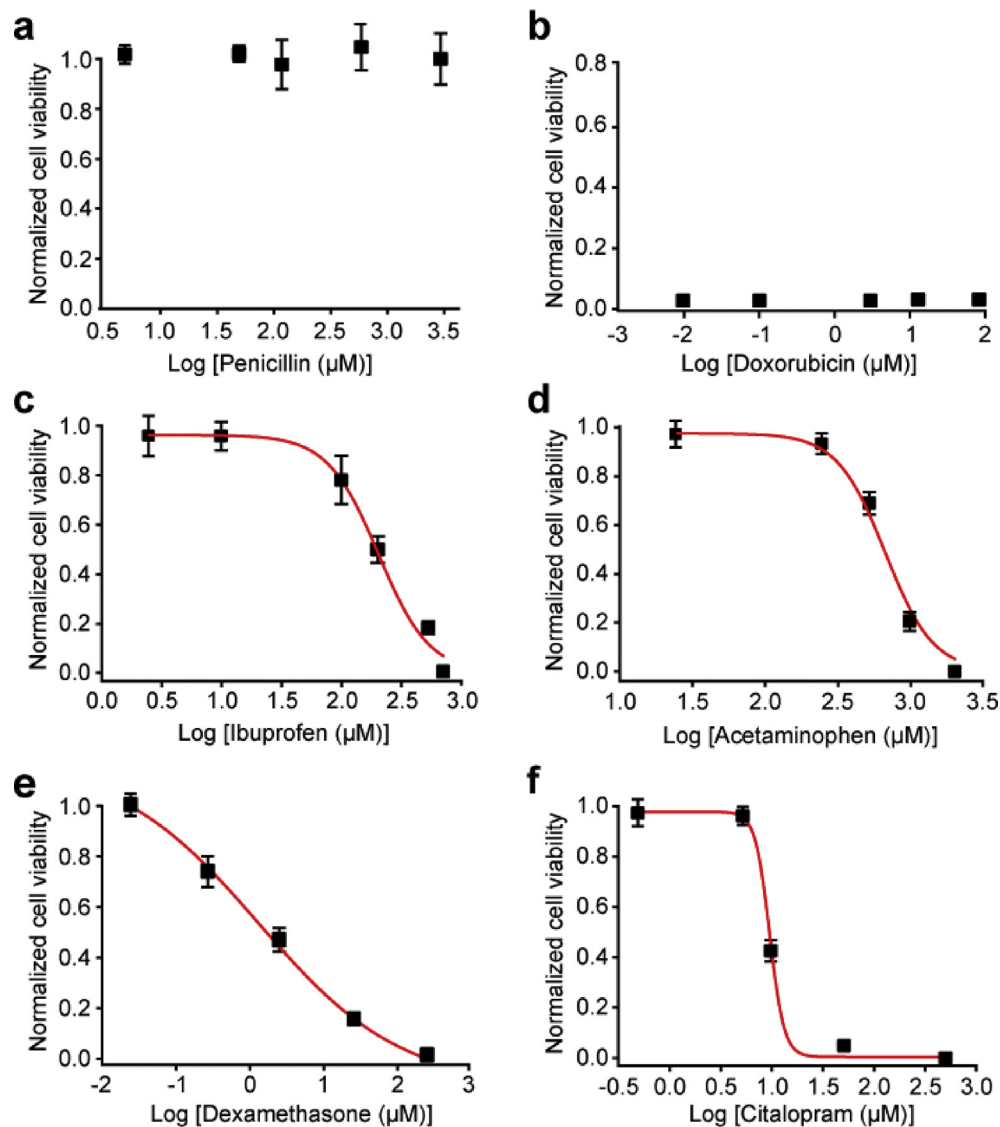 a
Normalized cell viability
1.0
0.8
0.6
0.4
0.2
0.0
0.5 1.0 1.5 2.0 2.5 3.0 3.5
Log [Penicillin (µM)]
b
Normalized cell viability
0.8
0.6
0.4
0.2
0.0
-3 -2 -1 0 1 2
Log [Doxorubicin (µM)]
c
Normalized cell viability
1.0
0.8
0.6
0.4
0.2
0.0
0.0 0.5 1.0 1.5 2.0 2.5 3.0
Log [Ibuprofen (µM)]
d
Normalized cell viability
1.0
0.8
0.6
0.4
0.2
0.0
1.0 1.5 2.0 2.5 3.0 3.5
Log [Acetaminophen (µM)]
e
Normalized cell viability
1.0
0.8
0.6
0.4
0.2
0.0
-2 -1 0 1 2 3
Log [Dexamethasone (µM)]
f
Normalized cell viability
1.0
0.8
0.6
0.4
0.2
0.0
-0.5 0.0 0.5 1.0 1.5 2.0 2.5 3.0
Log [Citalopram (µM)]